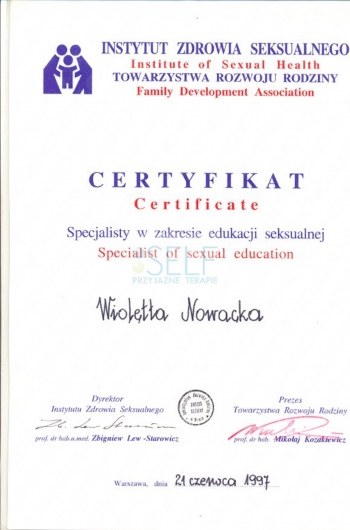 INSTYTUT ZDROWIA SEKSUALNEGO
Institute of Sexual Health
TOWARZYSTWA ROZWOJU RODZINY
Family Development Association
CERTYFIKAT
Certificate
Specjalisty w zakresie edukacji seksualnej
Specialist of sexual education
SELF
PRZYJAZNE TERAPIE
Wioletta Nowacka
Dyrektor
Instytutu Zdrowia Seksualnego
prof. dr hab.n.med. Zbigniew Lew-Starowicz
Prezes
Towarzystwa Rozwoju Rodziny
prof. dr hab. Mikołaj Kozakiewicz
Warszawa, dnia 21 czerwca 1997